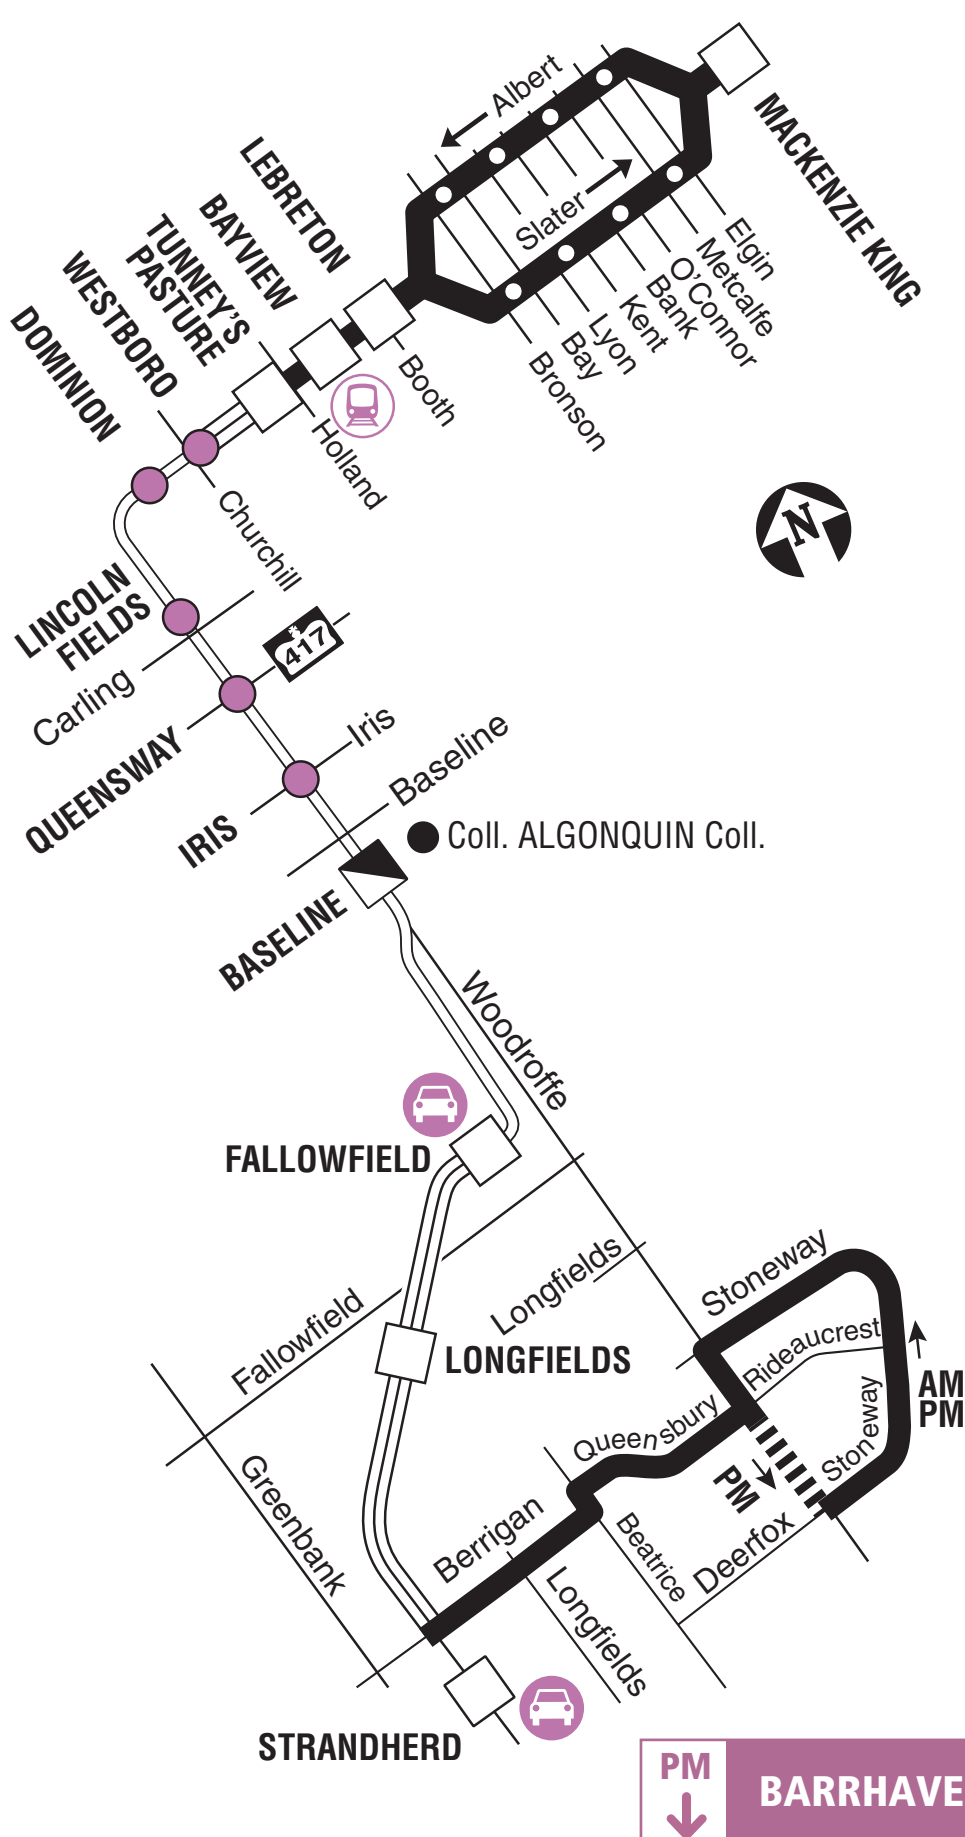 Albert
MACKENZIE KING
LEBRETON
BAYVIEW
TUNNEY'S
PASTURE
WESTBORO
DOMINION
Slater
Elgin
Metcalfe
O'Connor
Bank
Kent
Lyon
Bay
Bronson
Booth
Holland
Churchill
N
LINCOLN
FIELDS
417
Carling
QUEENSWAY
Iris
IRIS
Baseline
Coll. ALGONQUIN Coll.
BASELINE
Woodroffe
FALLOWFIELD
Stoneway
Longfields
Fallowfield
LONGFIELDS
Rideaucrest
AM
PM
Queensbury
Stoneway
PM
Greenbank
Berrigan
Beatrice
Deerfox
Longfields
STRANDHERD
PM
BARRHAVE